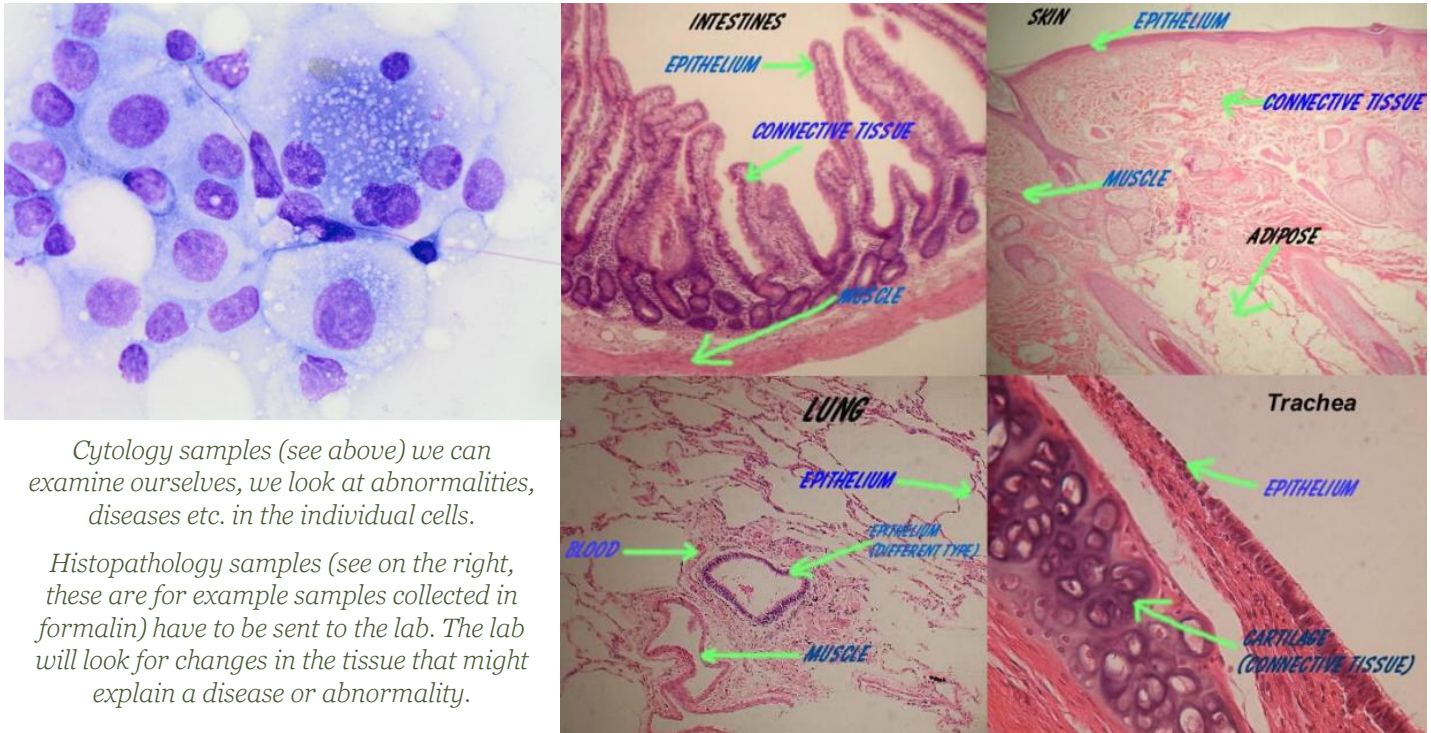 Cytology samples (see above) we can
examine ourselves, we look at abnormalities,
diseases etc. in the individual cells.
Histopathology samples (see on the right,
these are for example samples collected in
formalin) have to be sent to the lab. The lab
will look for changes in the tissue that might
explain a disease or abnormality.
INTESTINES
EPITHELIUM
CONNECTIVE TISSUE
MUSCLE
SKIN
EPITHELIUM
CONNECTIVE TISSUE
MUSCLE
ADIPOSE
LUNG
EPITHELIUM
EPITHELIUM
(DIFFERENT TYPE)
BLOOD
MUSCLE
Trachea
EPITHELIUM
CARTILAGE
(CONNECTIVE TISSUE)